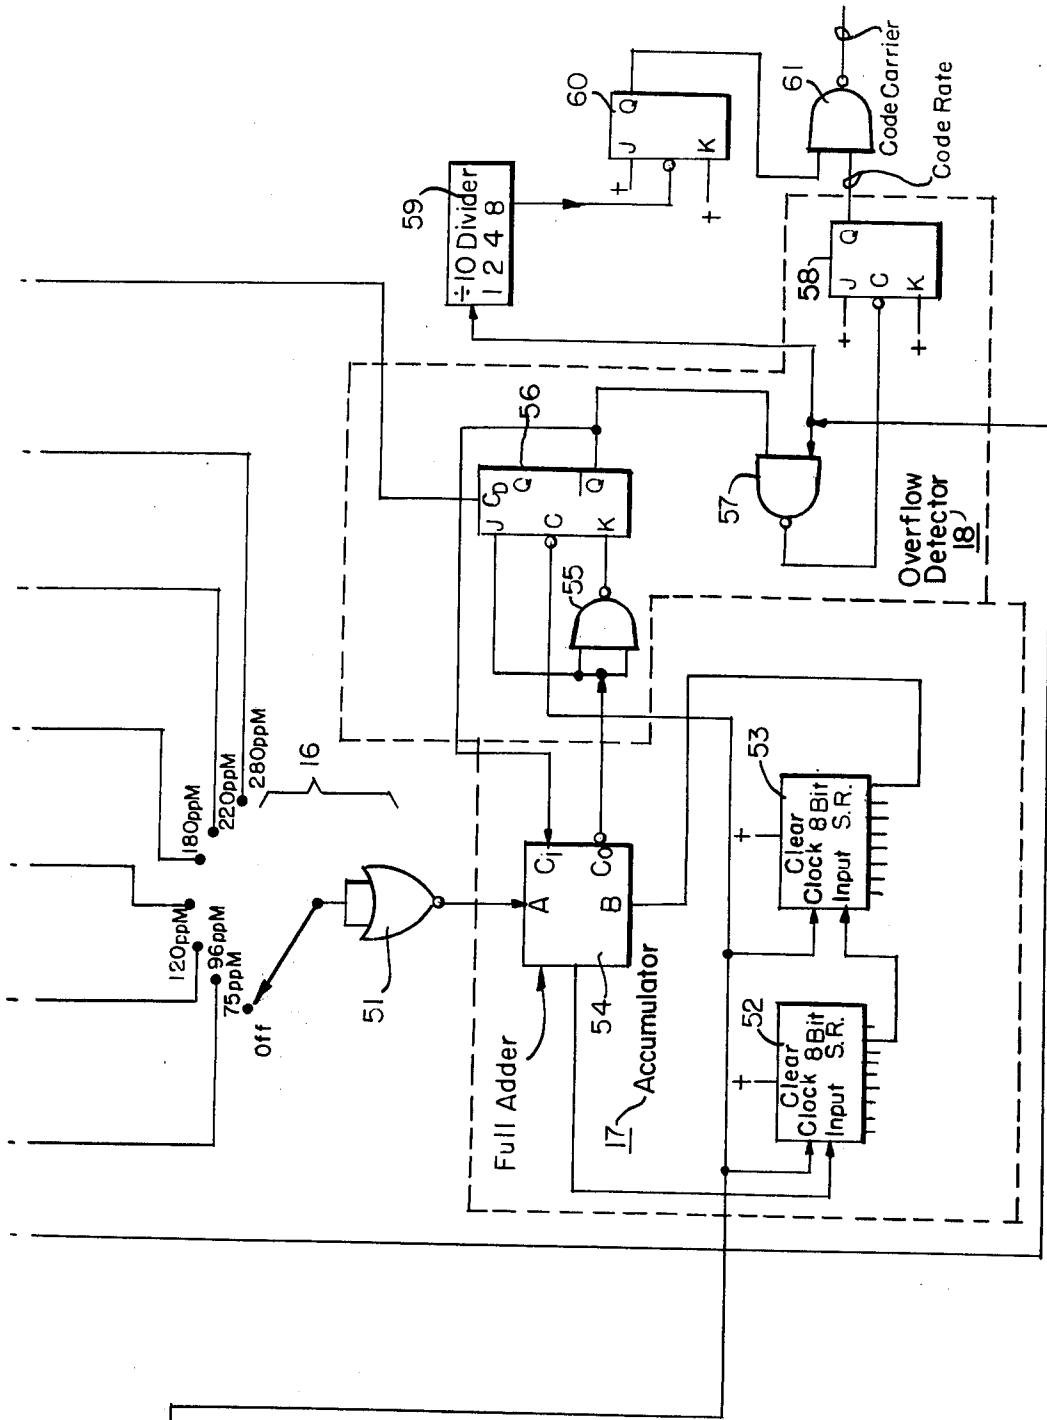 Off
75ppM
96ppM
120ppM
180ppM
220ppM
280ppM
16
51
Full Adder
A
Ci
Co
B
54
17 Accumulator
52
Clear
Clock 8 Bit
Input S.R.
+
53
Clear
Clock 8 Bit
Input S.R.
+
55
56
CD
J Q
C
K Q
57
Overflow
Detector
18
58
J Q
C
K
+
+
59
÷10 Divider
1 2 4 8
60
J Q
K
+
+
61
Code Carrier
Code Rate